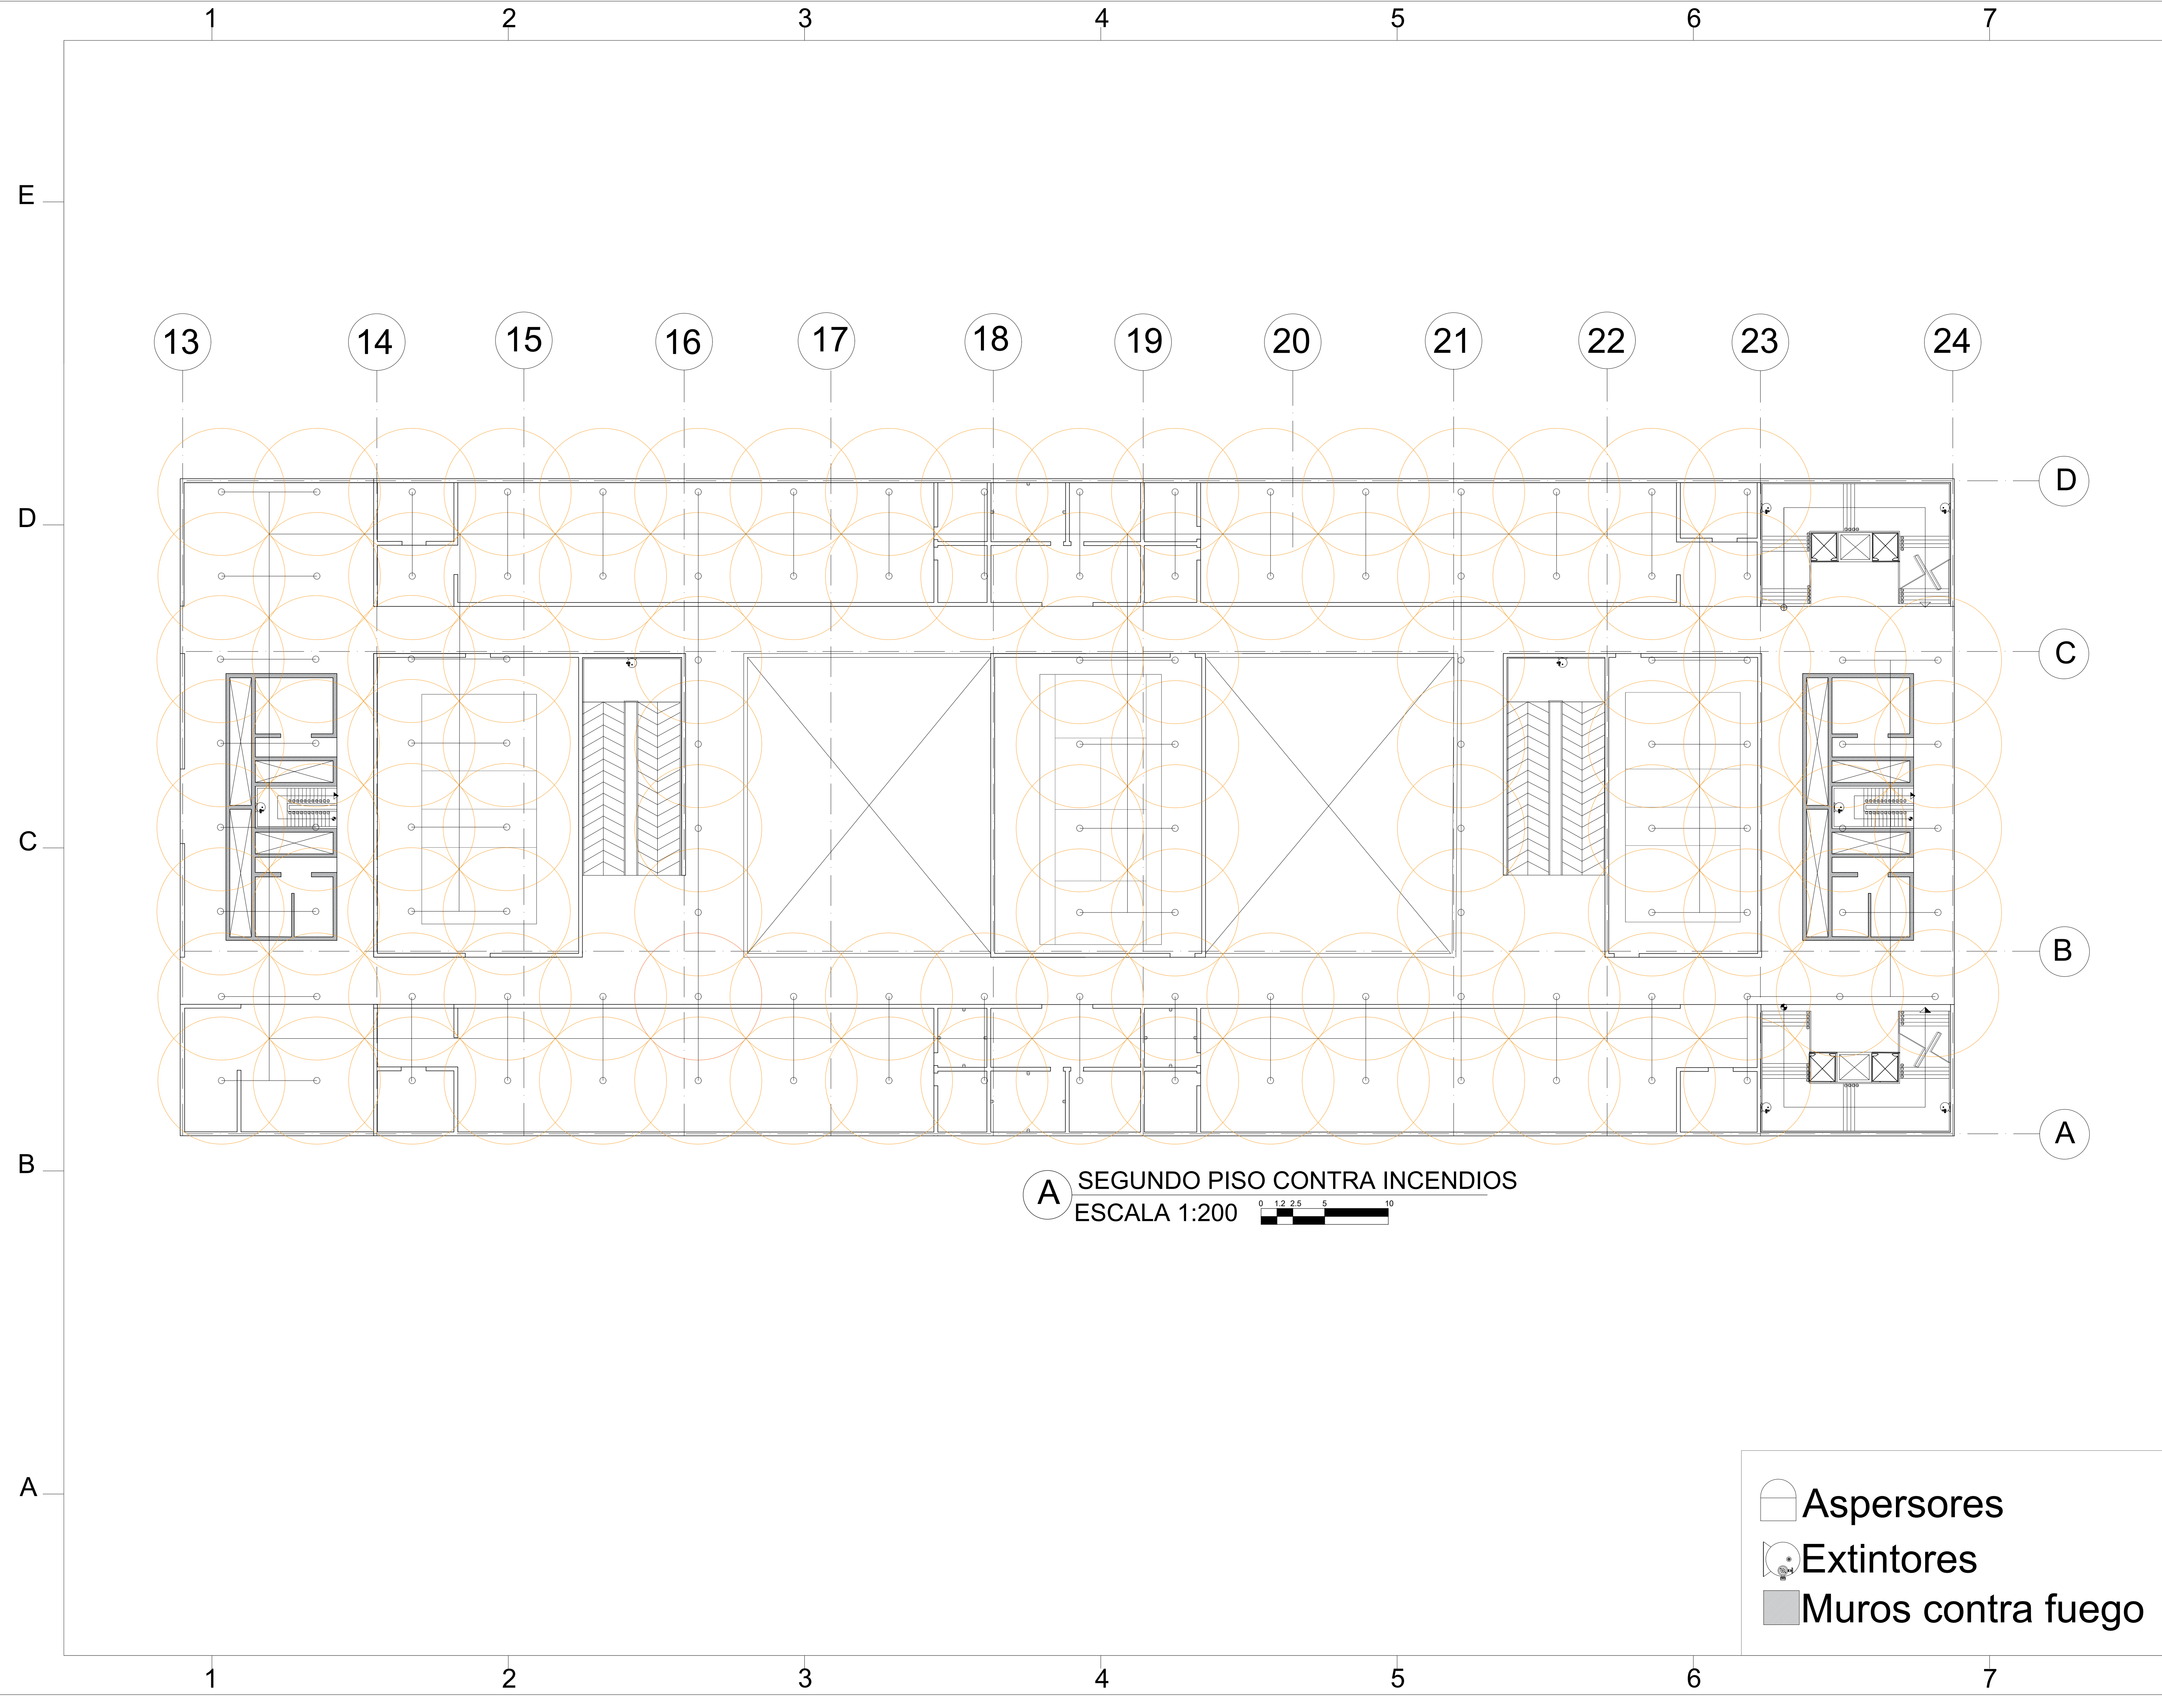 1 2 3 4 5 6 7
E
13 14 15 16 17 18 19 20 21 22 23 24
D
D
C
C
B
A
B
A SEGUNDO PISO CONTRA INCENDIOS
ESCALA 1:200 0 1.2 2.5 5 10
A
Aspersores
Extintores
Muros contra fuego
1 2 3 4 5 6 7